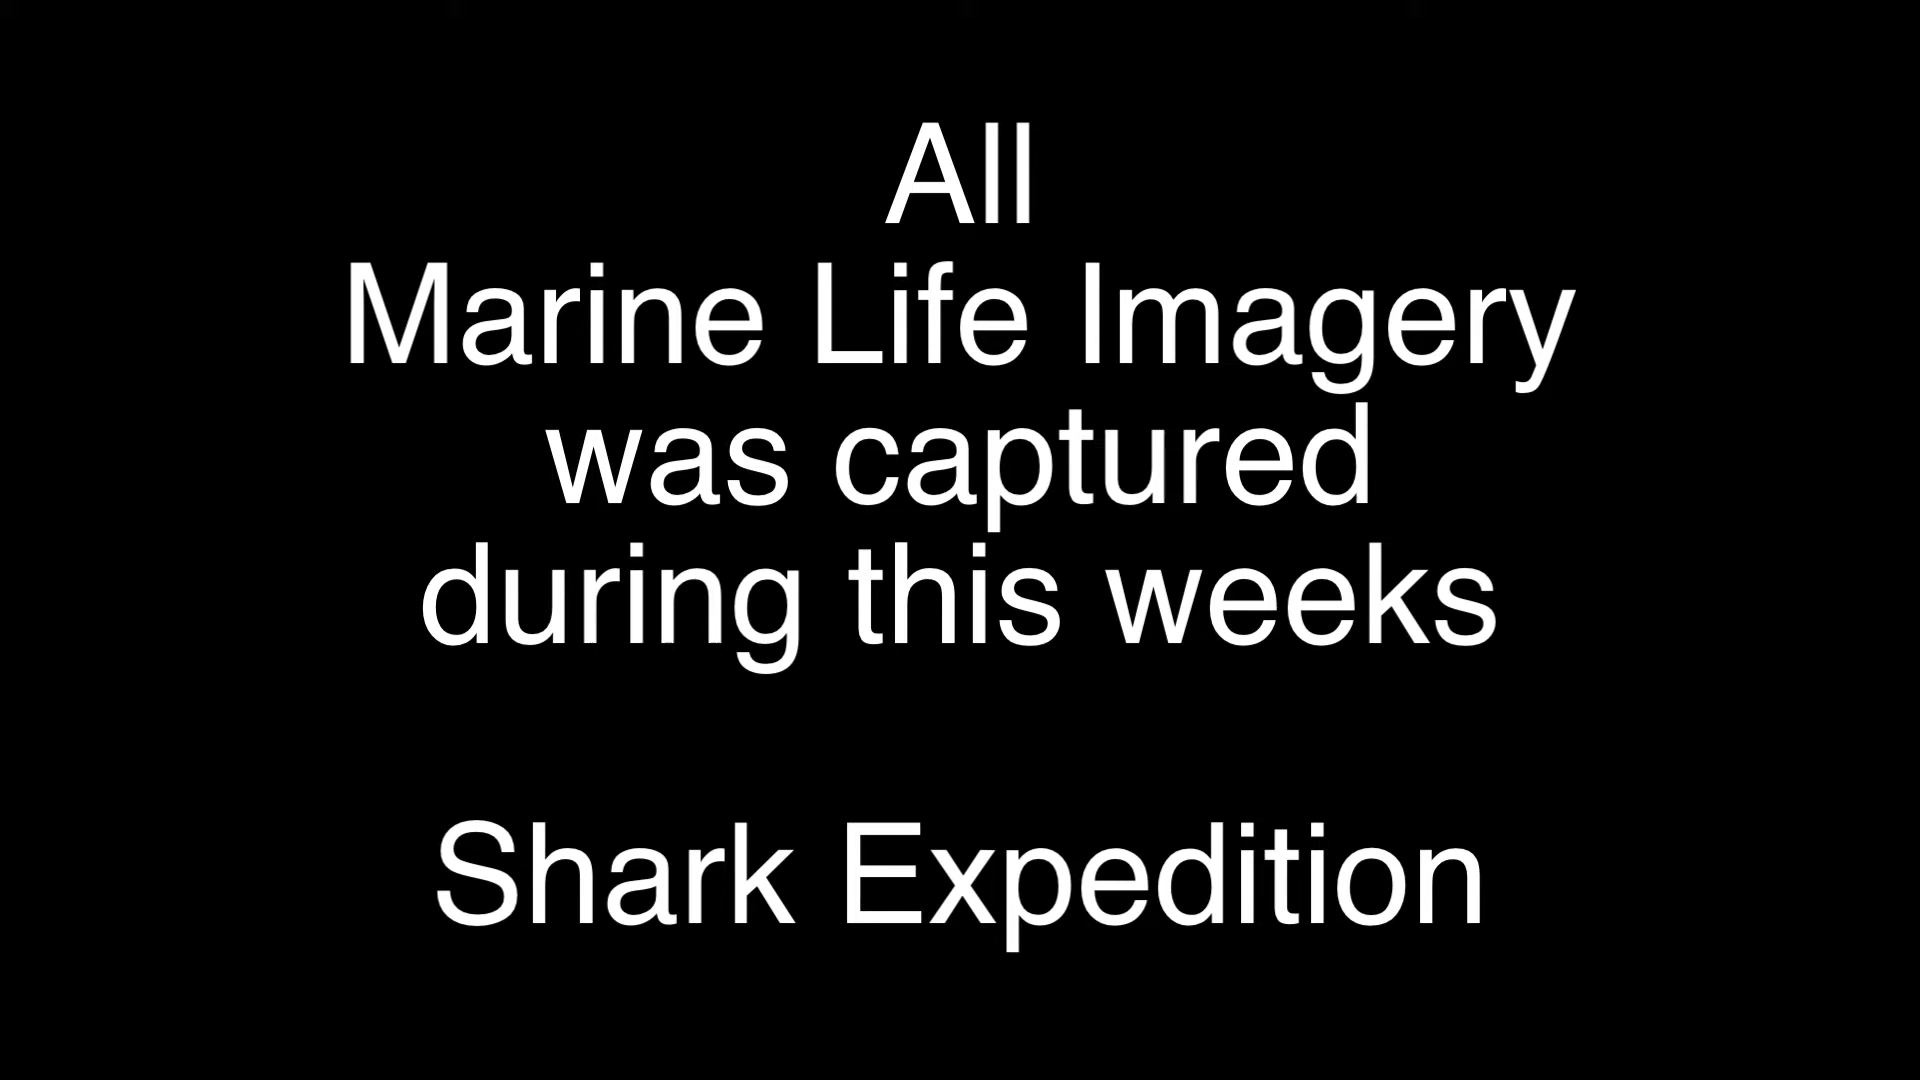 All
Marine Life Imagery
was captured
during this weeks
Shark Expedition